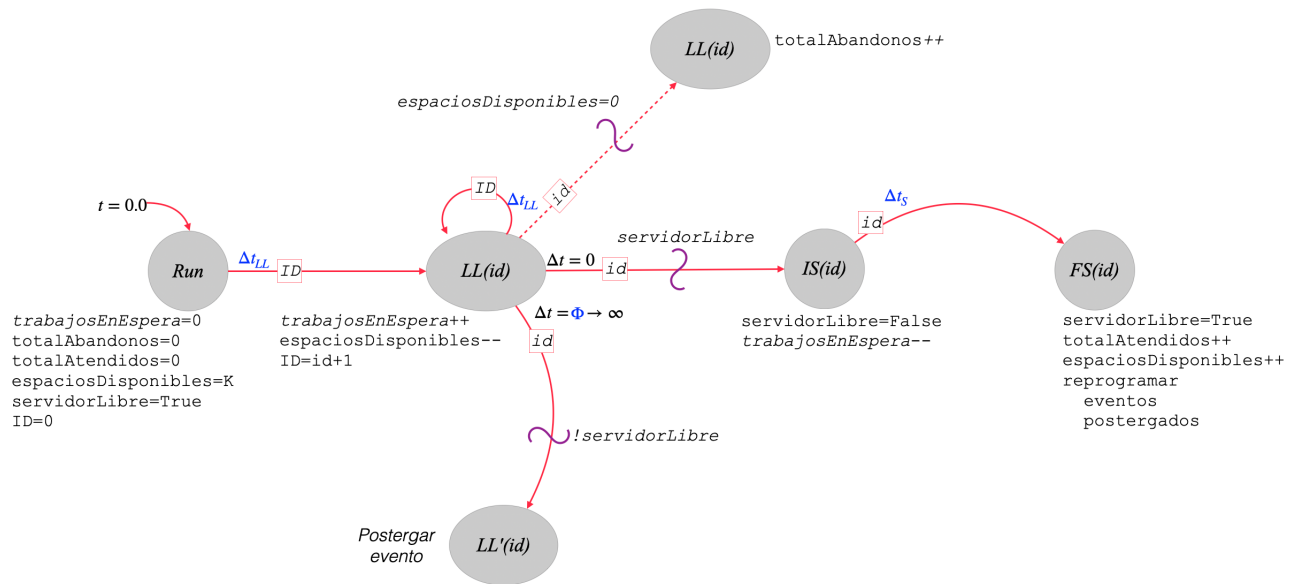 LL(id)
totalAbandonos++
espaciosDisponibles=0
id
ID
Δt_LL
t = 0.0
Run
Δt_LL
ID
LL(id)
Δt = 0
id
servidorLibre
IS(id)
id
Δt_S
FS(id)
trabajosEnEspera=0
totalAbandonos=0
totalAtendidos=0
espaciosDisponibles=K
servidorLibre=True
ID=0
trabajosEnEspera++
espaciosDisponibles--
ID=id+1
Δt = Φ → ∞
id
servidorLibre=False
trabajosEnEspera--
servidorLibre=True
totalAtendidos++
espaciosDisponibles++
reprogramar
eventos
postergados
!servidorLibre
Postergar
evento
LL'(id)